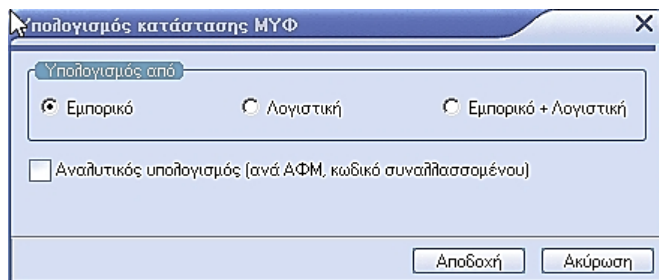 Υπολογισμός κατάστασης ΜΥΦ
Υπολογισμός από
Εμπορικό Λογιστική Εμπορικό + Λογιστική
Αναλυτικός υπολογισμός (ανά ΑΦΜ, κωδικό συναλλασσομένου)
Αποδοχή Ακύρωση